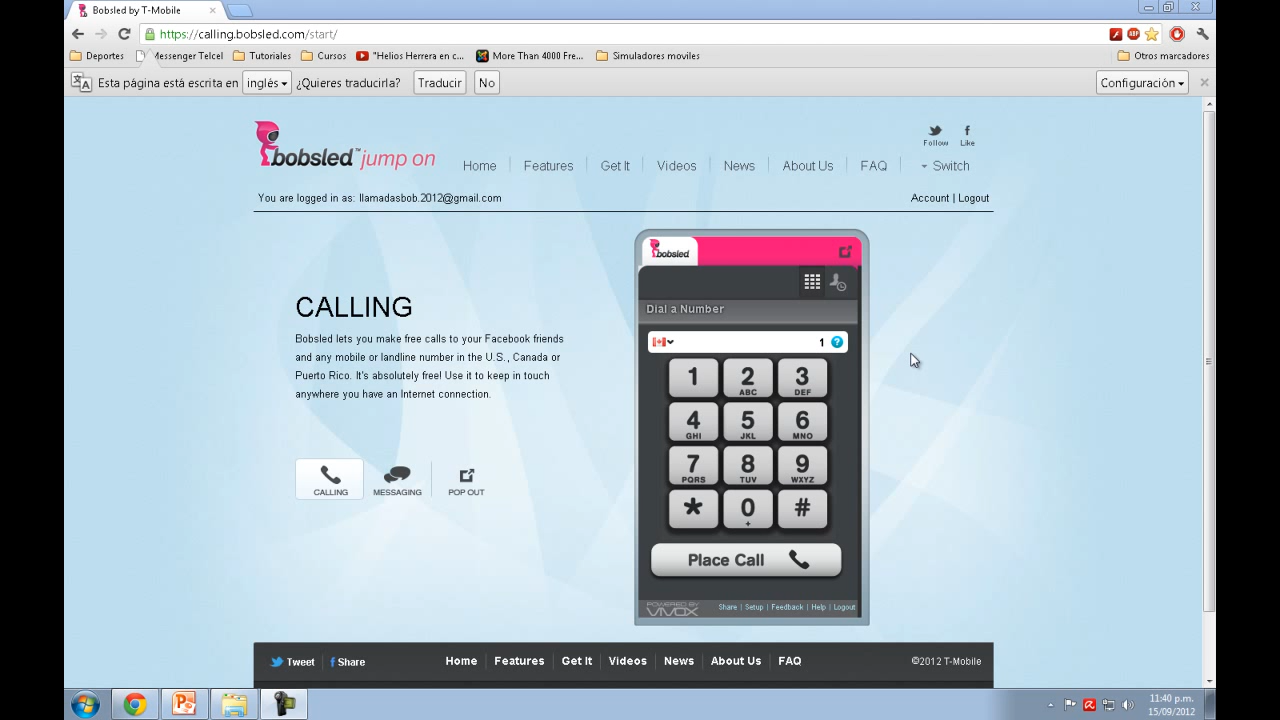 Bobsled by T-Mobile
https://calling.bobsled.com/start/
Deportes Messenger Telcel Tutoriales Cursos "Helios Herrera en c... More Than 4000 Fre... Simuladores moviles Otros marcadores
Esta página está escrita en inglés ¿Quieres traducirla? Traducir No Configuración
bobsled™ jump on
Follow Like
Home Features Get It Videos News About Us FAQ Switch
You are logged in as: llamadasbob.2012@gmail.com Account | Logout
bobsled
Dial a Number
1 ?
CALLING
Bobsled lets you make free calls to your Facebook friends
and any mobile or landline number in the U.S., Canada or
Puerto Rico. It's absolutely free! Use it to keep in touch
anywhere you have an Internet connection.
1 2 ABC 3 DEF
4 GHI 5 JKL 6 MNO
7 PQRS 8 TUV 9 WXYZ
* 0 + #
CALLING MESSAGING POP OUT
Place Call
POWERED BY
VIVOX
Share | Setup | Feedback | Help | Logout
Tweet Share Home Features Get It Videos News About Us FAQ ©2012 T-Mobile
11:40 p.m.
15/09/2012